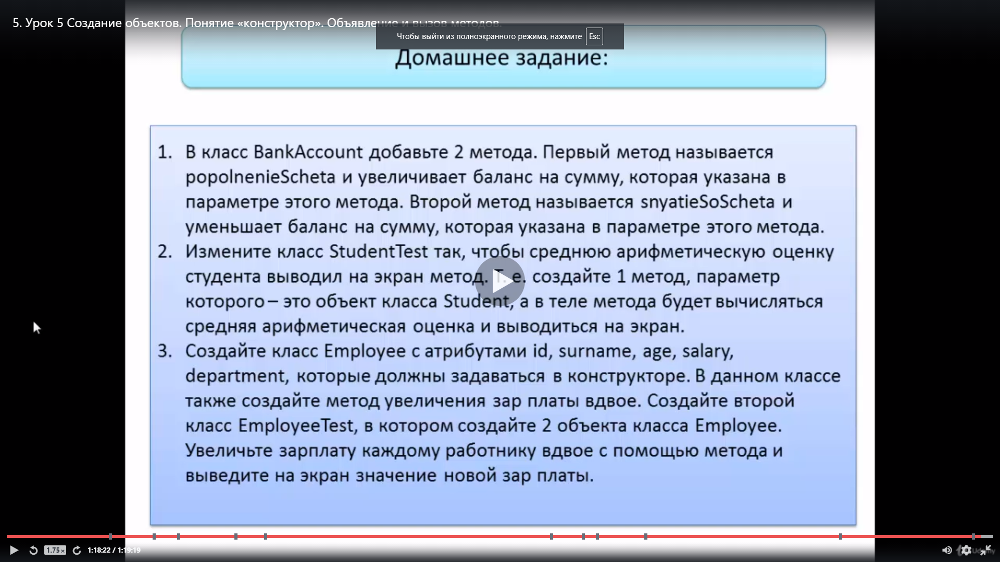 5. Урок 5 Создание объектов. Понятие «конструктор». Объявление и вызов методов.
Чтобы выйти из полноэкранного режима, нажмите Esc
Домашнее задание:
1. В класс BankAccount добавьте 2 метода. Первый метод называется
popolnenieScheta и увеличивает баланс на сумму, которая указана в
параметре этого метода. Второй метод называется snyatieSoScheta и
уменьшает баланс на сумму, которая указана в параметре этого метода.
2. Измените класс StudentTest так, чтобы среднюю арифметическую оценку
студента выводил на экран метод. Т. е. создайте 1 метод, параметр
которого – это объект класса Student, а в теле метода будет вычисляться
средняя арифметическая оценка и выводиться на экран.
3. Создайте класс Employee с атрибутами id, surname, age, salary,
department, которые должны задаваться в конструкторе. В данном классе
также создайте метод увеличения зар платы вдвое. Создайте второй
класс EmployeeTest, в котором создайте 2 объекта класса Employee.
Увеличьте зарплату каждому работнику вдвое с помощью метода и
выведите на экран значение новой зар платы.
1.75x 1:18:22 / 1:19:19
Udemy